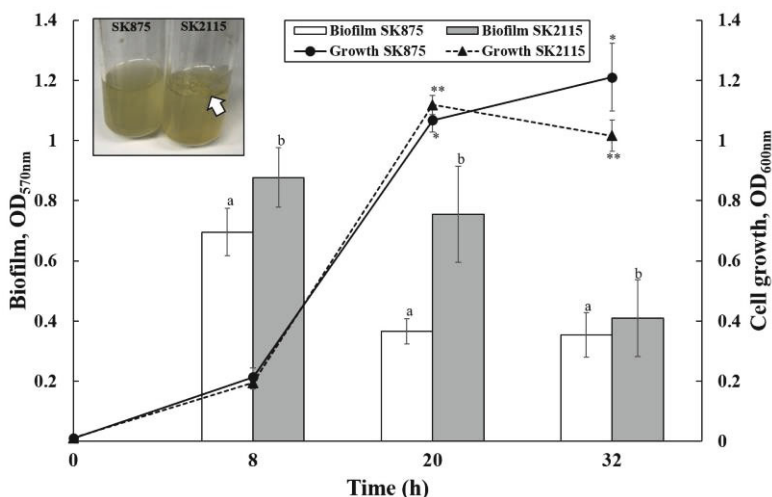 1.4
1.2
1
0.8
0.6
0.4
0.2
0
Biofilm, OD570nm
SK875 SK2115
Biofilm SK875 Biofilm SK2115
Growth SK875 Growth SK2115
a
b
a
b
a
b
**
*
*
**
1.4
1.2
1
0.8
0.6
0.4
0.2
0
Cell growth, OD600nm
0 8 20 32
Time (h)